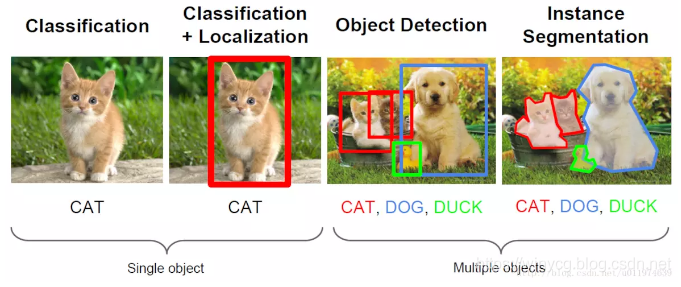 Classification
Classification
+ Localization
Object Detection
Instance
Segmentation
CAT
CAT
CAT, DOG, DUCK
CAT, DOG, DUCK
Single object
Multiple objects